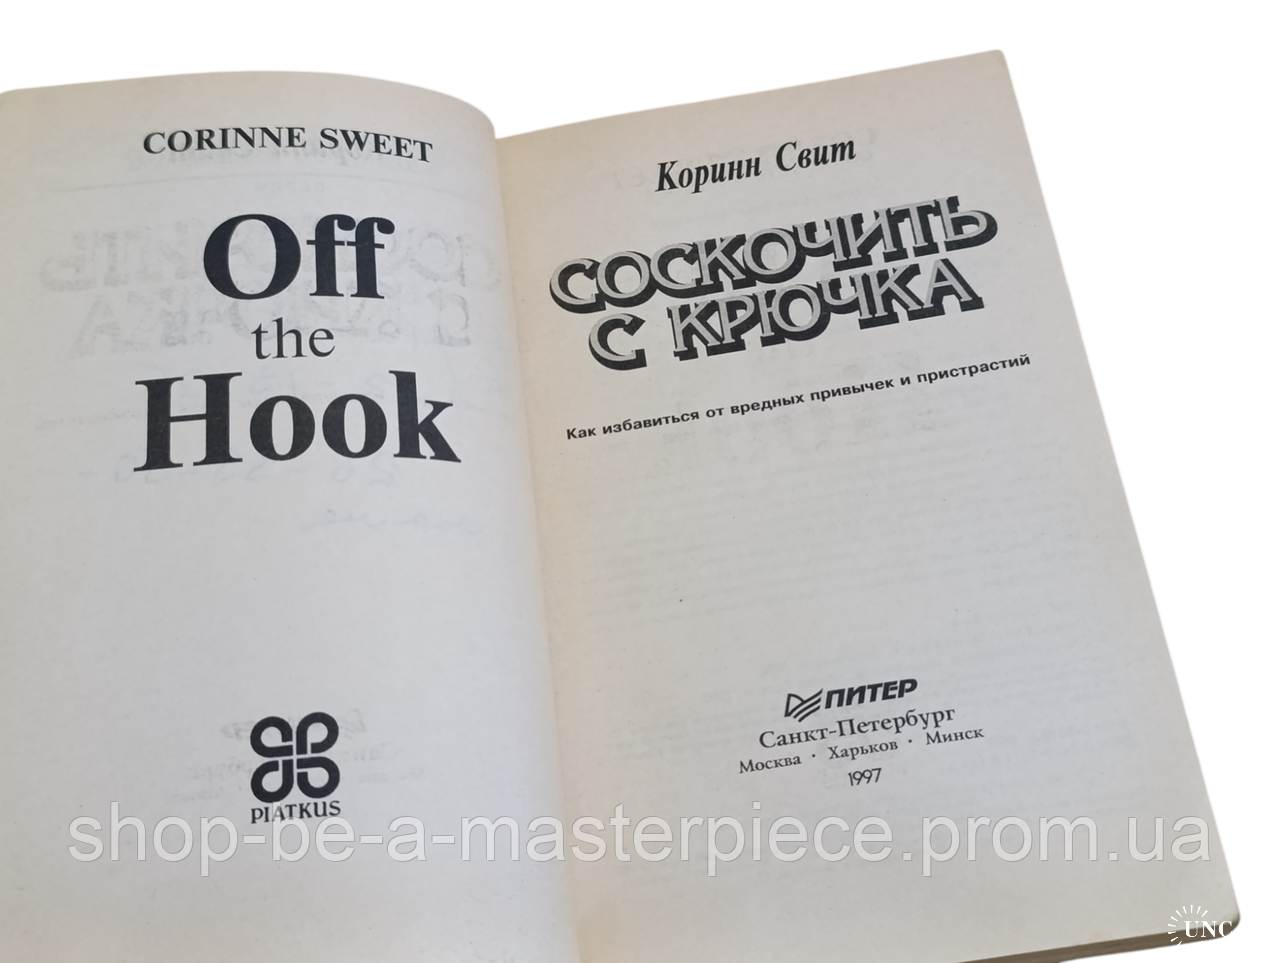 CORINNE SWEET
Off
the
Hook
PIATKUS
Коринн Свит
СОСКОЧИТЬ
С КРЮЧКА
Как избавиться от вредных привычек и пристрастий
ПИТЕР
Санкт-Петербург
Москва · Харьков · Минск
1997
shop-be-a-masterpiece.prom.ua
UNC